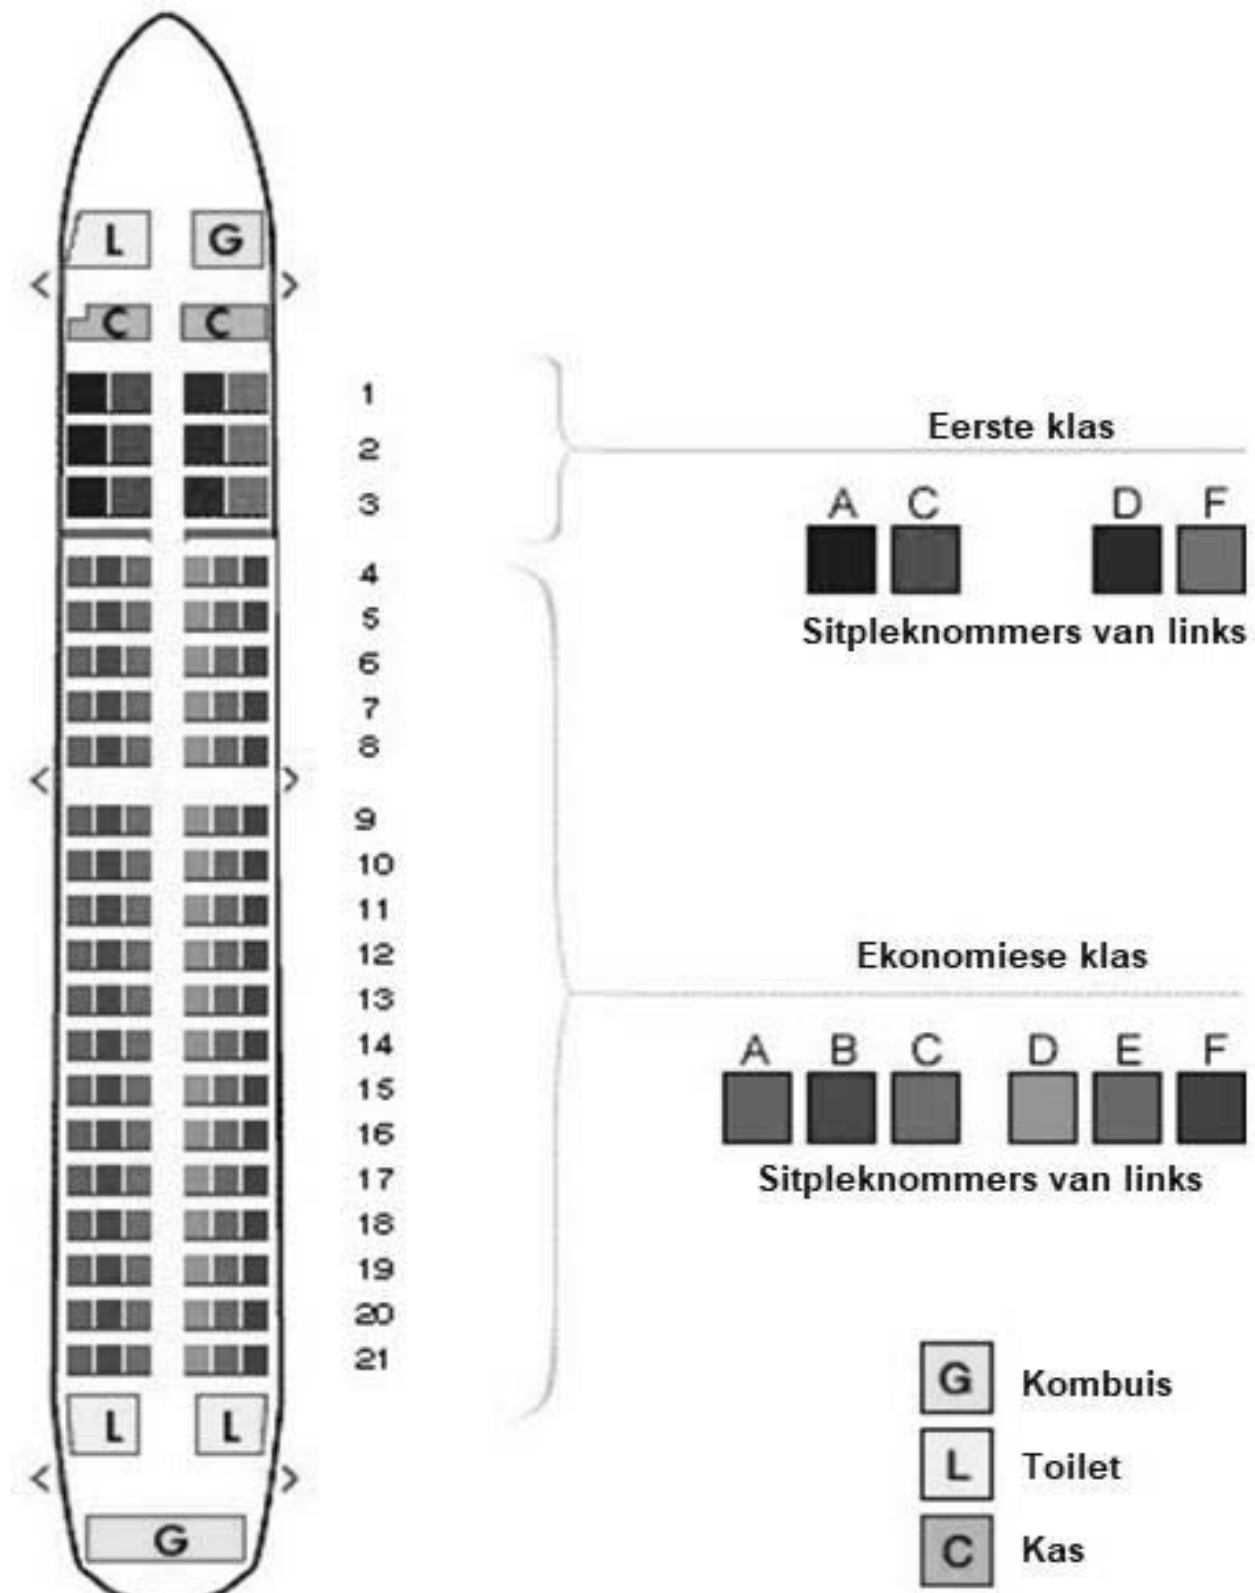 L G
C C
1
2
3
Eerste klas
A C D F
Sitpleknommers van links
4
5
6
7
8
9
10
11
12
13
14
15
16
17
18
19
20
21
Ekonomiese klas
A B C D E F
Sitpleknommers van links
L L
G
G Kombuis
L Toilet
C Kas